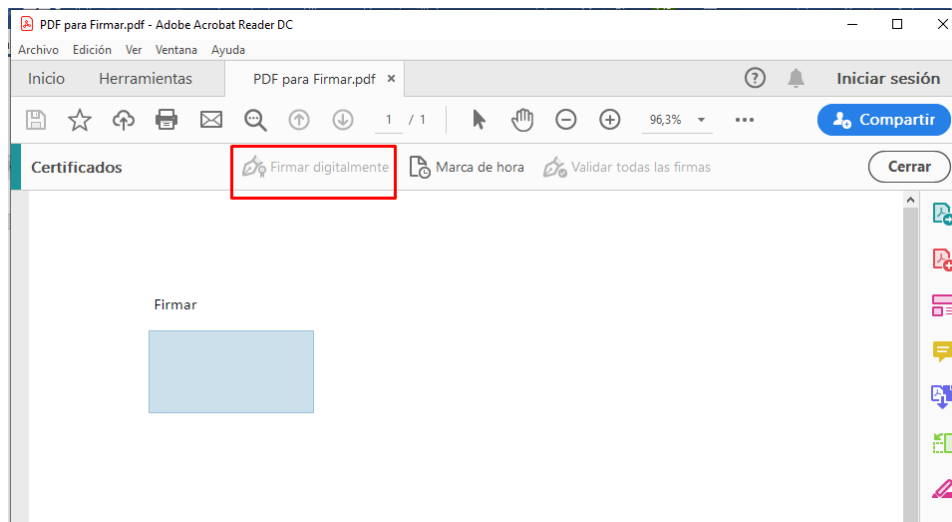 PDF para Firmar.pdf - Adobe Acrobat Reader DC
Archivo Edición Ver Ventana Ayuda
Inicio Herramientas PDF para Firmar.pdf × Iniciar sesión
1 / 1 96,3% Compartir
Certificados Firmar digitalmente Marca de hora Validar todas las firmas Cerrar
Firmar